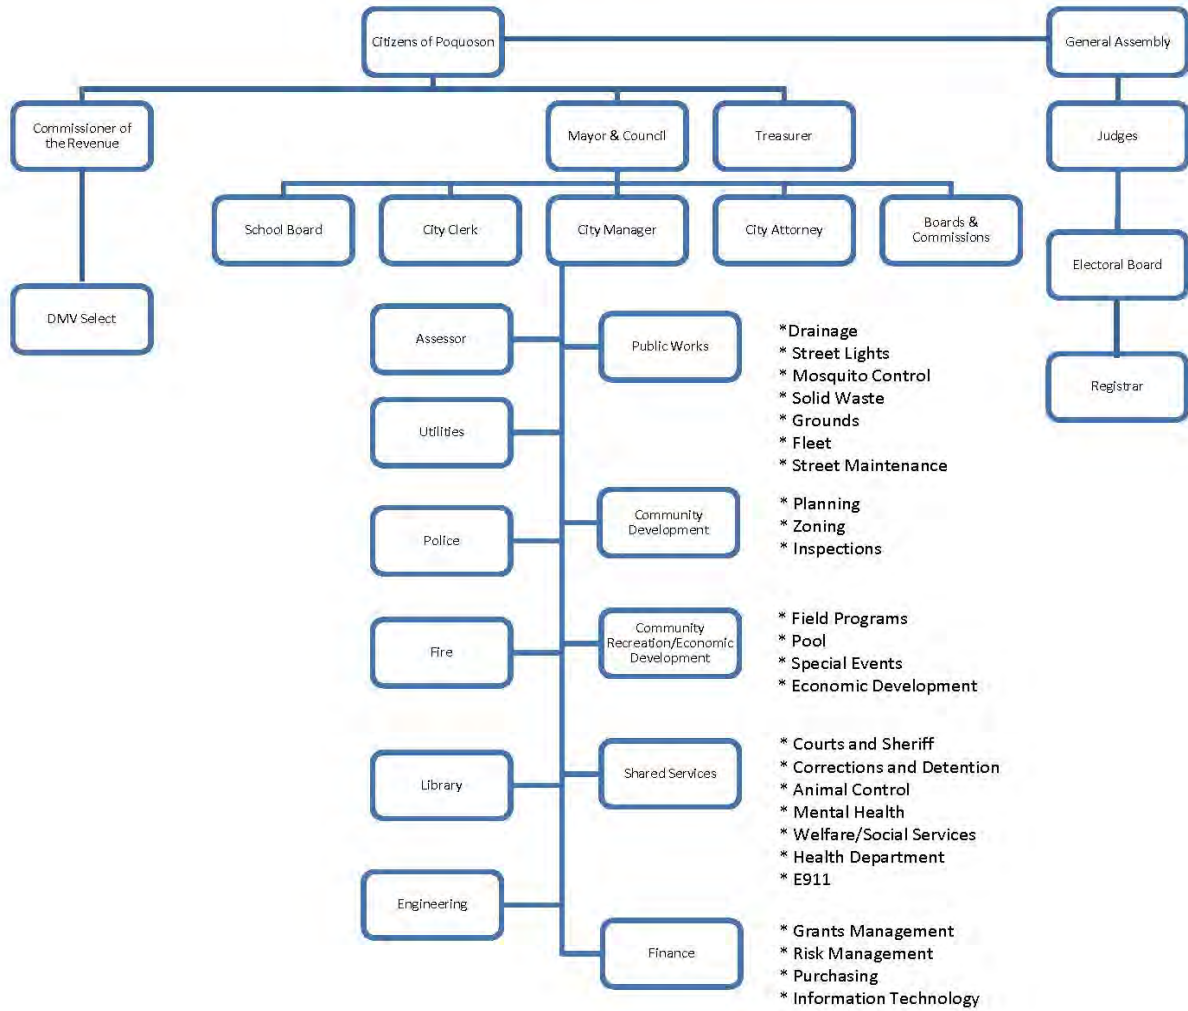 Citizens of Poquoson
General Assembly
Commissioner of
the Revenue
Mayor & Council
Treasurer
Judges
School Board
City Clerk
City Manager
City Attorney
Boards &
Commissions
Electoral Board
DMV Select
Registrar
Assessor
Public Works
*Drainage
* Street Lights
* Mosquito Control
* Solid Waste
* Grounds
* Fleet
* Street Maintenance
Utilities
Community
Development
* Planning
* Zoning
* Inspections
Police
Community
Recreation/Economic
Development
* Field Programs
* Pool
* Special Events
* Economic Development
Fire
Shared Services
* Courts and Sheriff
* Corrections and Detention
* Animal Control
* Mental Health
* Welfare/Social Services
* Health Department
* E911
Library
Engineering
Finance
* Grants Management
* Risk Management
* Purchasing
* Information Technology